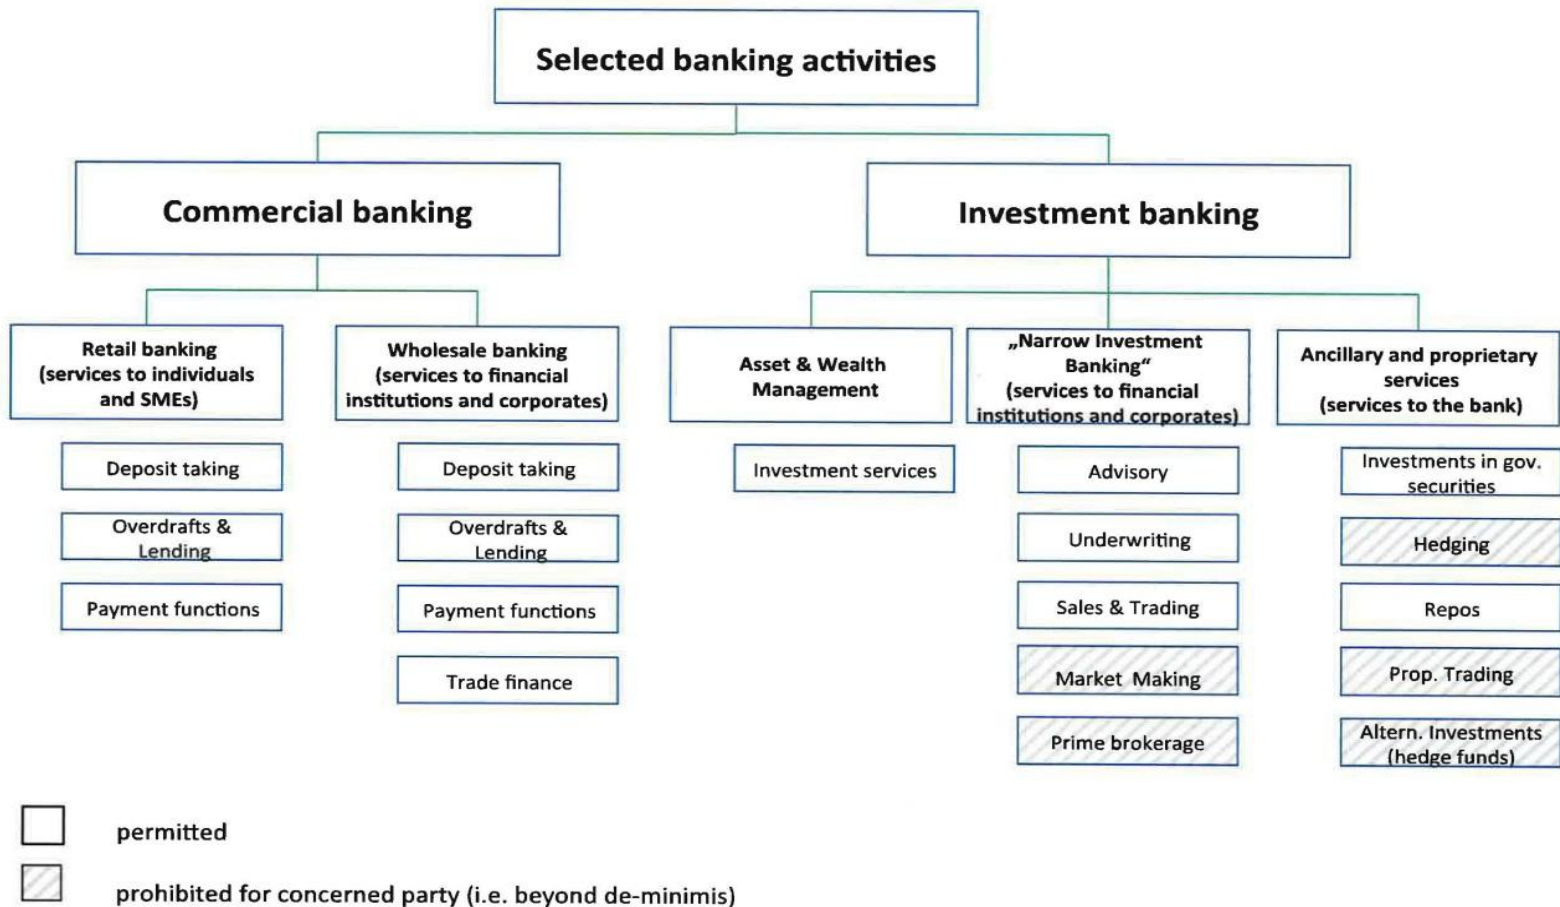 Selected banking activities
Commercial banking
Investment banking
Retail banking
(services to individuals
and SMEs)
Wholesale banking
(services to financial
institutions and corporates)
Asset & Wealth
Management
„Narrow Investment
Banking“
(services to financial
institutions and corporates)
Ancillary and proprietary
services
(services to the bank)
Deposit taking
Overdrafts &
Lending
Payment functions
Deposit taking
Overdrafts &
Lending
Payment functions
Trade finance
Investment services
Advisory
Underwriting
Sales & Trading
Market Making
Prime brokerage
Investments in gov.
securities
Hedging
Repos
Prop. Trading
Altern. Investments
(hedge funds)
permitted
prohibited for concerned party (i.e. beyond de-minimis)